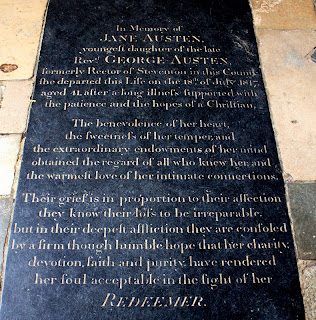 In Memory of
JANE AUSTEN,
youngest daughter of the late
Revd. GEORGE AUSTEN,
formerly Rector of Steventon in this County
she departed this Life on the 18th of July 1817,
aged 41, after a long illneſs supported with
the patience and the hopes of a Christian.
The benevolence of her heart,
the sweetneſs of her temper, and
the extraordinary endowments of her mind
obtained the regard of all who knew her, and
the warmest love of her intimate connections.
Their grief is in proportion to their affection
they know their loſs to be irreparable,
but in their deepest affliction they are consoled
by a firm though humble hope that her charity,
devotion, faith and purity, have rendered
her soul acceptable in the sight of her
REDEEMER.